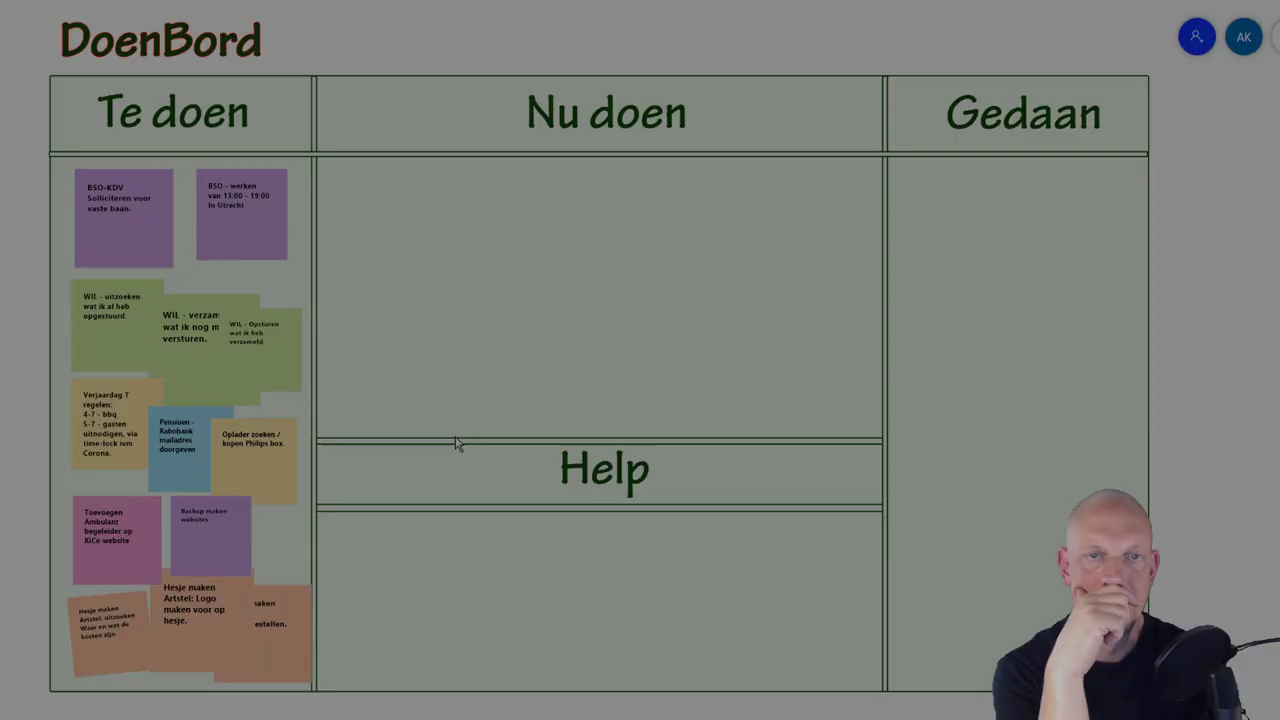 DoenBord
AK
Te doen
Nu doen
Gedaan
BSO-KDV
Solliciteren voor
vaste baan.
BSO - werken
van 13:00 - 19:00
In Utrecht
WIL - uitzoeken
wat ik al heb
opgestuurd.
WIL - verzam
wat ik nog m
versturen.
WIL - Opsturen
wat ik heb
verzameld.
Verjaardag T
regelen:
4-7 - bbq
5-7 - gasten
uitnodigen, via
time-lock ivm
Corona.
Pensioen -
Rabobank
mailadres
doorgeven
Oplader zoeken /
kopen Philips box.
Help
Toevoegen
Ambulant
begeleider op
KiCo website
Backup maken
websites
Hesje maken
Artstel: uitzoeken
Waar en wat de
kosten zijn.
Hesje maken
Artstel: Logo
maken voor op
hesje.
aken
estellen.